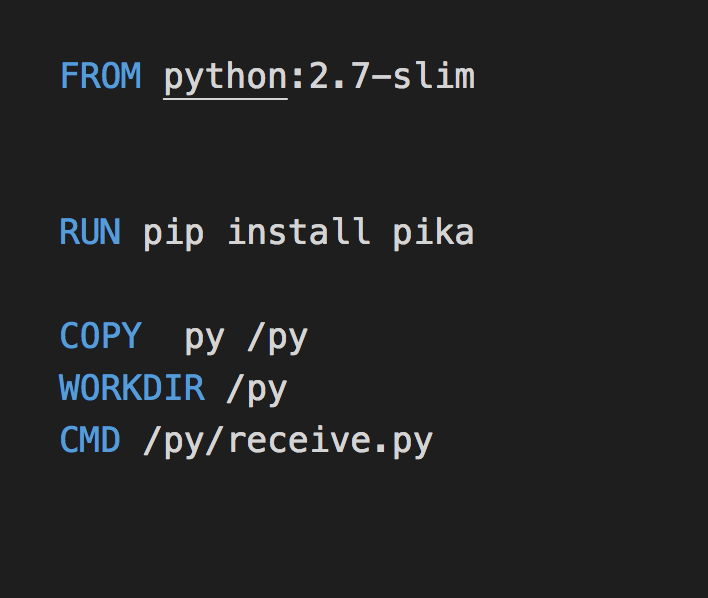 FROM python:2.7-slim
RUN pip install pika
COPY  py /py
WORKDIR /py
CMD /py/receive.py